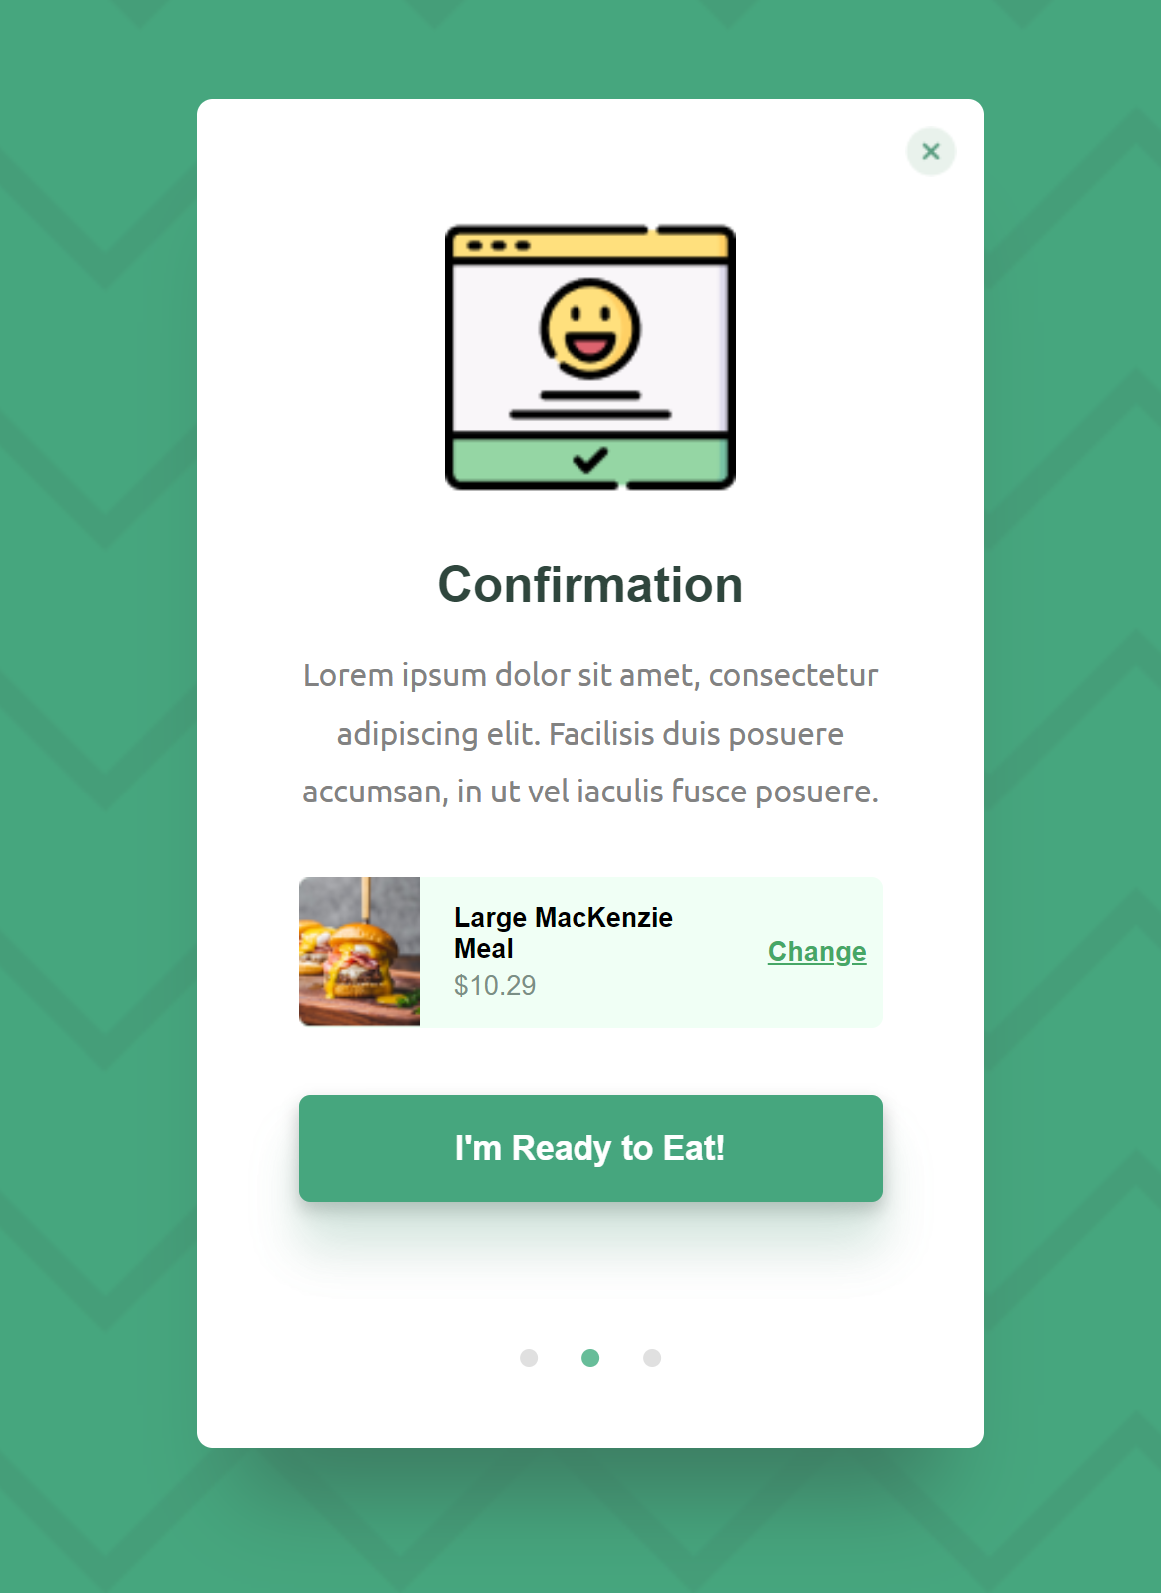 Confirmation
Lorem ipsum dolor sit amet, consectetur
adipiscing elit. Facilisis duis posuere
accumsan, in ut vel iaculis fusce posuere.
Large MacKenzie
Meal
$10.29
Change
I'm Ready to Eat!